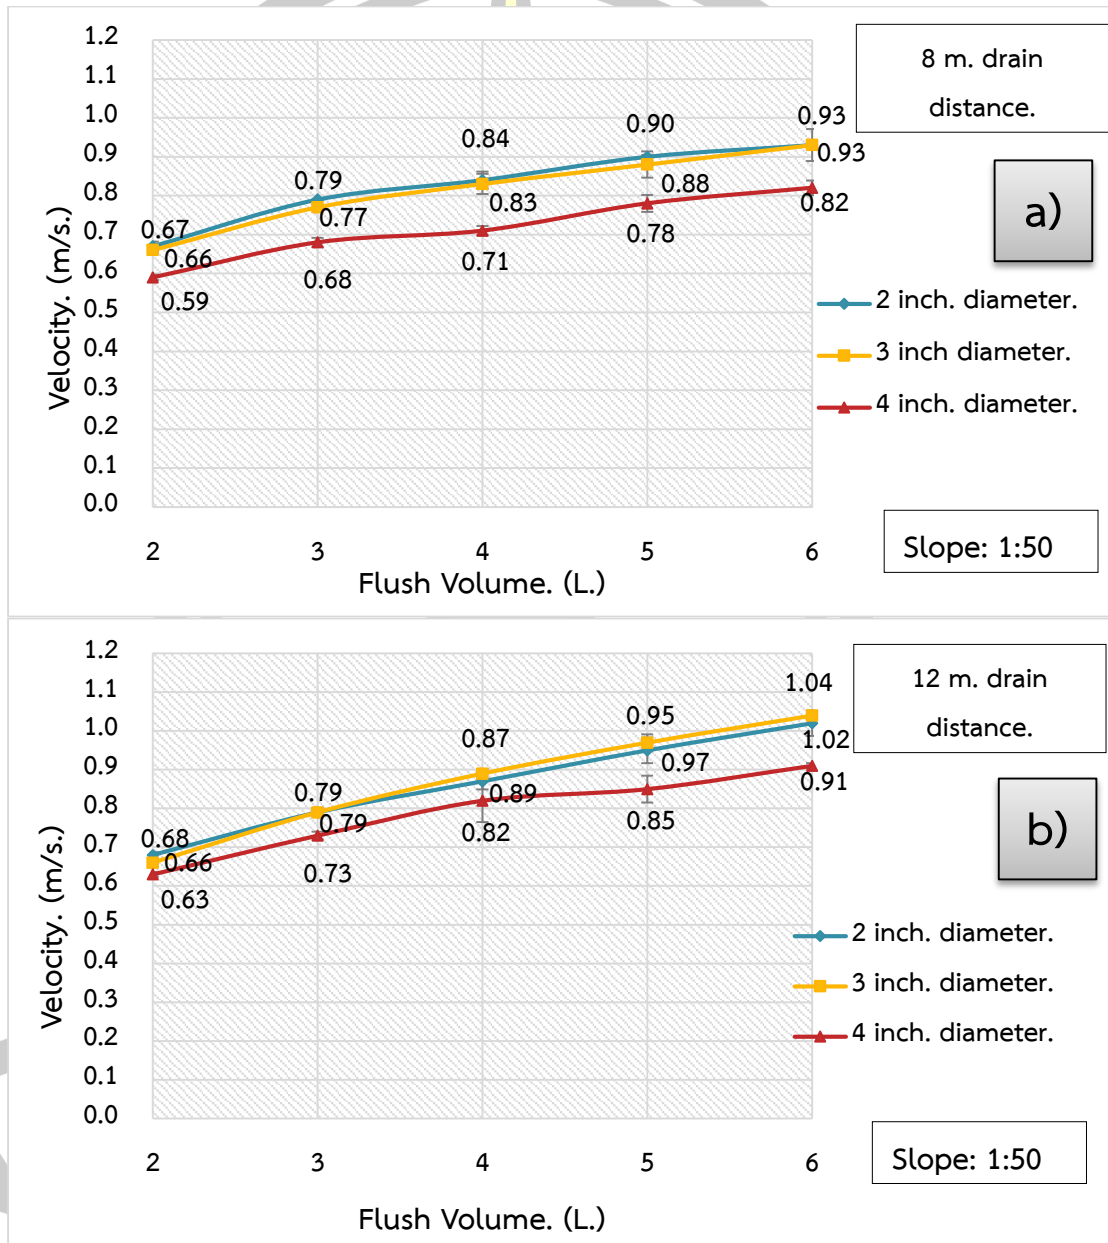 1.2
1.1
1.0
0.9
0.8
0.7
0.6
0.5
0.4
0.3
0.2
0.1
0.0
Velocity. (m/s.)
0.67
0.79
0.84
0.90
0.93
0.66
0.77
0.83
0.88
0.93
0.59
0.68
0.71
0.78
0.82
2 3 4 5 6
Flush Volume. (L.)
8 m. drain
distance.
a)
2 inch. diameter.
3 inch diameter.
4 inch. diameter.
Slope: 1:50
1.2
1.1
1.0
0.9
0.8
0.7
0.6
0.5
0.4
0.3
0.2
0.1
0.0
Velocity. (m/s.)
0.68
0.79
0.87
0.95
1.04
0.66
0.79
0.89
0.97
1.02
0.63
0.73
0.82
0.85
0.91
2 3 4 5 6
Flush Volume. (L.)
12 m. drain
distance.
b)
2 inch. diameter.
3 inch. diameter.
4 inch. diameter.
Slope: 1:50